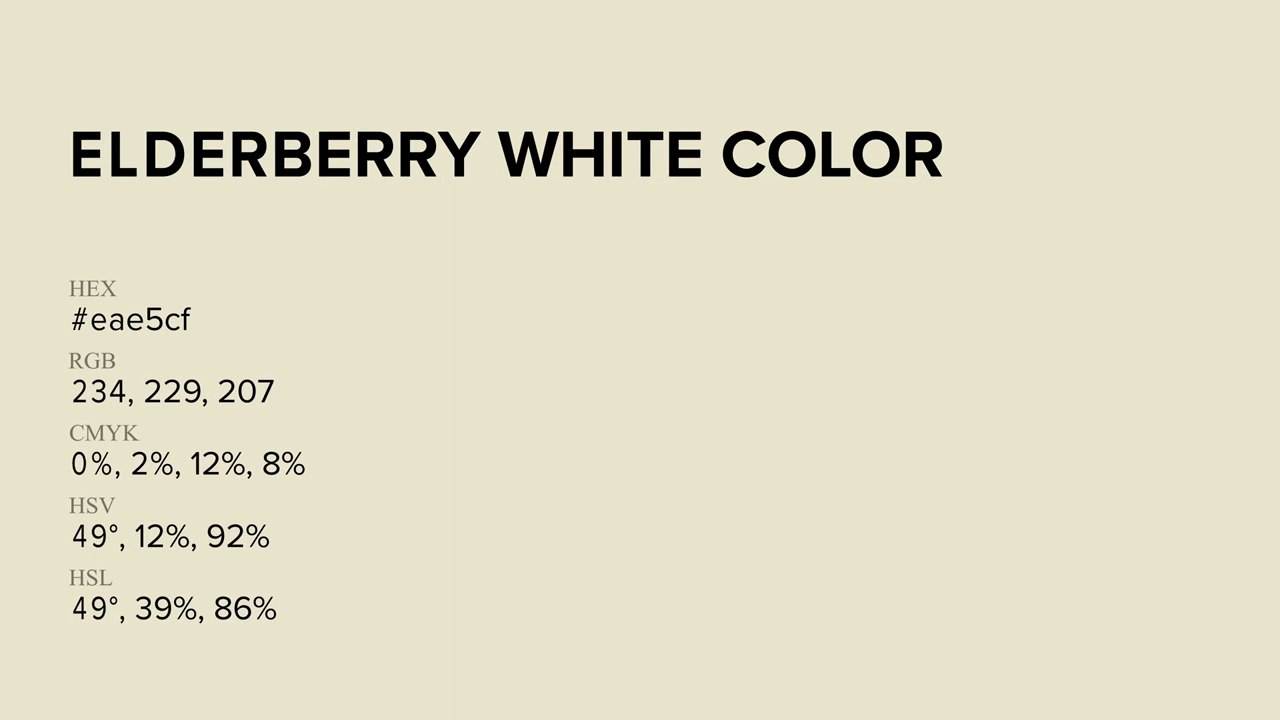 ELDERBERRY WHITE COLOR
HEX
#eae5cf
RGB
234, 229, 207
CMYK
0%, 2%, 12%, 8%
HSV
49°, 12%, 92%
HSL
49°, 39%, 86%